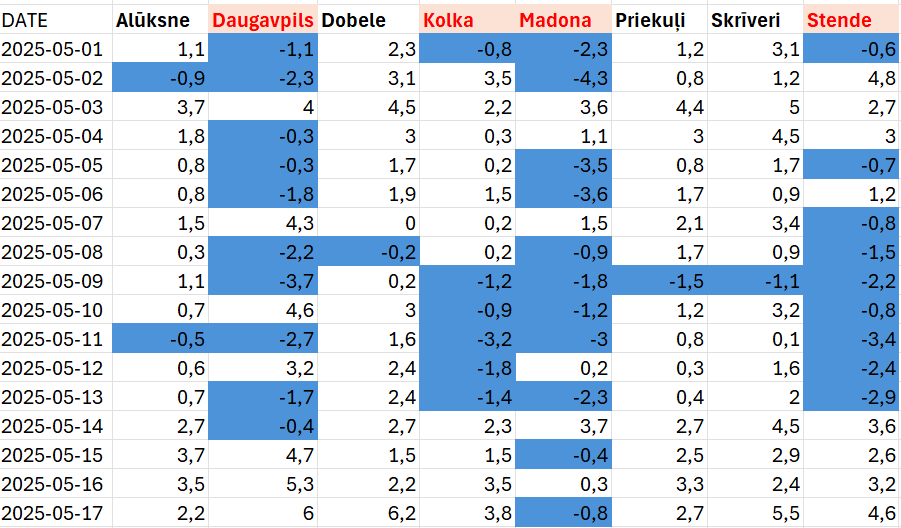 DATE Alūksne Daugavpils Dobele Kolka Madona Priekuļi Skrīveri Stende
2025-05-01 1,1 -1,1 2,3 -0,8 -2,3 1,2 3,1 -0,6
2025-05-02 -0,9 -2,3 3,1 3,5 -4,3 0,8 1,2 4,8
2025-05-03 3,7 4 4,5 2,2 3,6 4,4 5 2,7
2025-05-04 1,8 -0,3 3 0,3 1,1 3 4,5 3
2025-05-05 0,8 -0,3 1,7 0,2 -3,5 0,8 1,7 -0,7
2025-05-06 0,8 -1,8 1,9 1,5 -3,6 1,7 0,9 1,2
2025-05-07 1,5 4,3 0 0,2 1,5 2,1 3,4 -0,8
2025-05-08 0,3 -2,2 -0,2 0,2 -0,9 1,7 0,9 -1,5
2025-05-09 1,1 -3,7 0,2 -1,2 -1,8 -1,5 -1,1 -2,2
2025-05-10 0,7 4,6 3 -0,9 -1,2 1,2 3,2 -0,8
2025-05-11 -0,5 -2,7 1,6 -3,2 -3 0,8 0,1 -3,4
2025-05-12 0,6 3,2 2,4 -1,8 0,2 0,3 1,6 -2,4
2025-05-13 0,7 -1,7 2,4 -1,4 -2,3 0,4 2 -2,9
2025-05-14 2,7 -0,4 2,7 2,3 3,7 2,7 4,5 3,6
2025-05-15 3,7 4,7 1,5 1,5 -0,4 2,5 2,9 2,6
2025-05-16 3,5 5,3 2,2 3,5 0,3 3,3 2,4 3,2
2025-05-17 2,2 6 6,2 3,8 -0,8 2,7 5,5 4,6